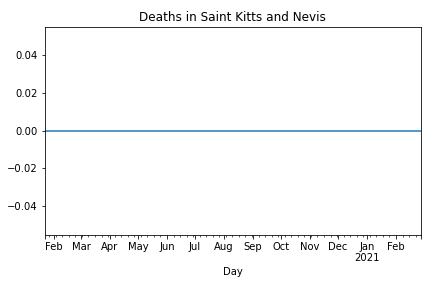 Deaths in Saint Kitts and Nevis
0.04
0.02
0.00
−0.02
−0.04
Feb Mar Apr May Jun Jul Aug Sep Oct Nov Dec Jan Feb
2021
Day